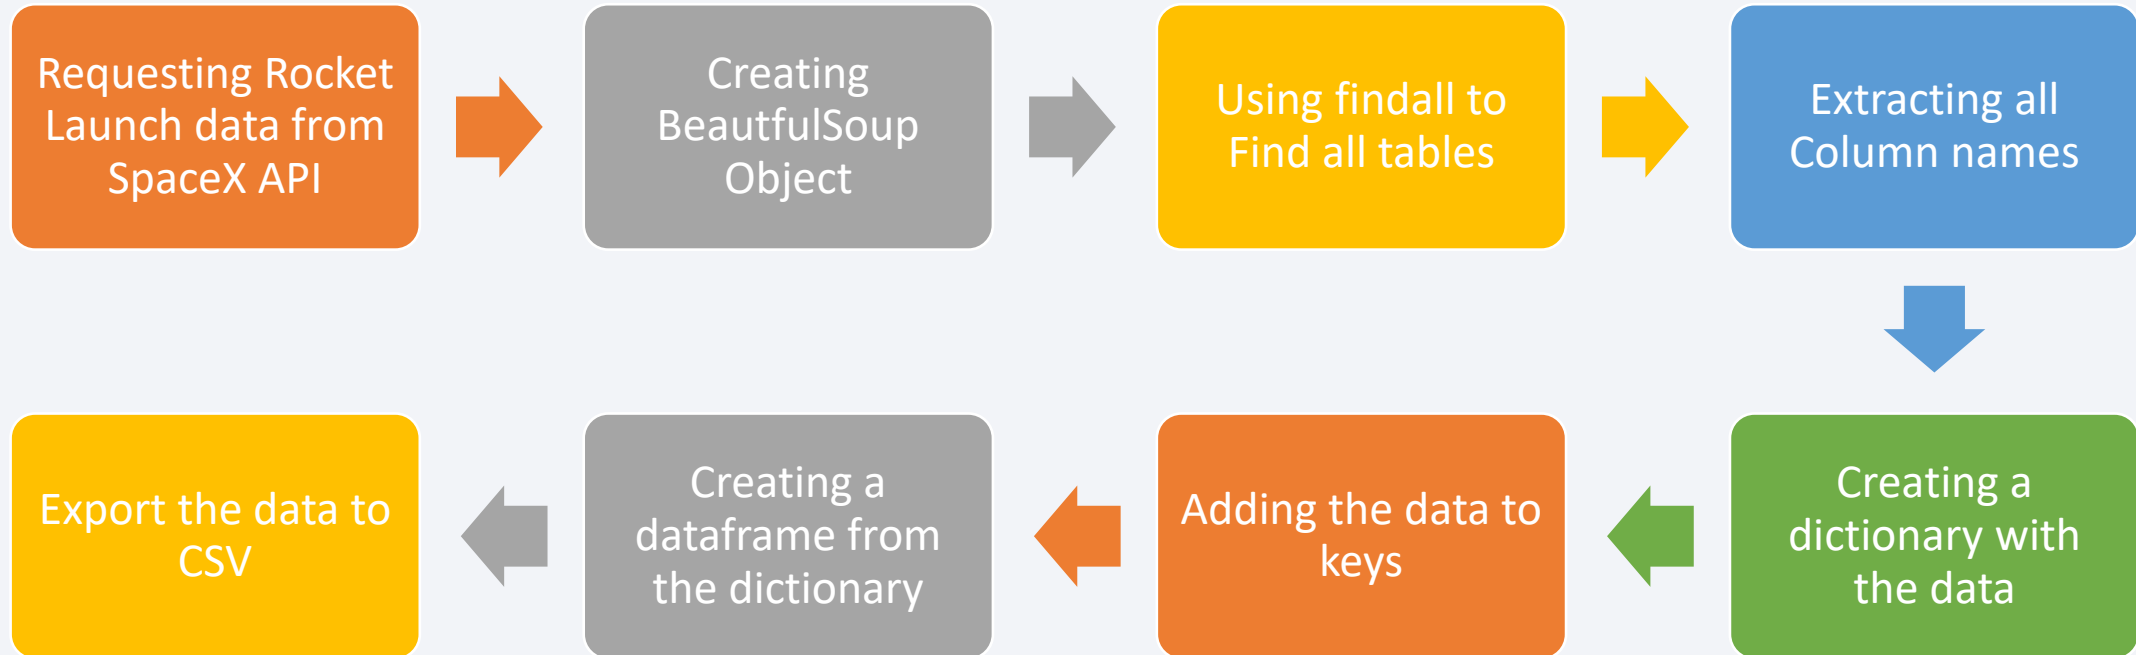 Requesting Rocket
Launch data from
SpaceX API
Creating
BeautfulSoup
Object
Using findall to
Find all tables
Extracting all
Column names
Creating a
dictionary with
the data
Adding the data to
keys
Creating a
dataframe from
the dictionary
Export the data to
CSV